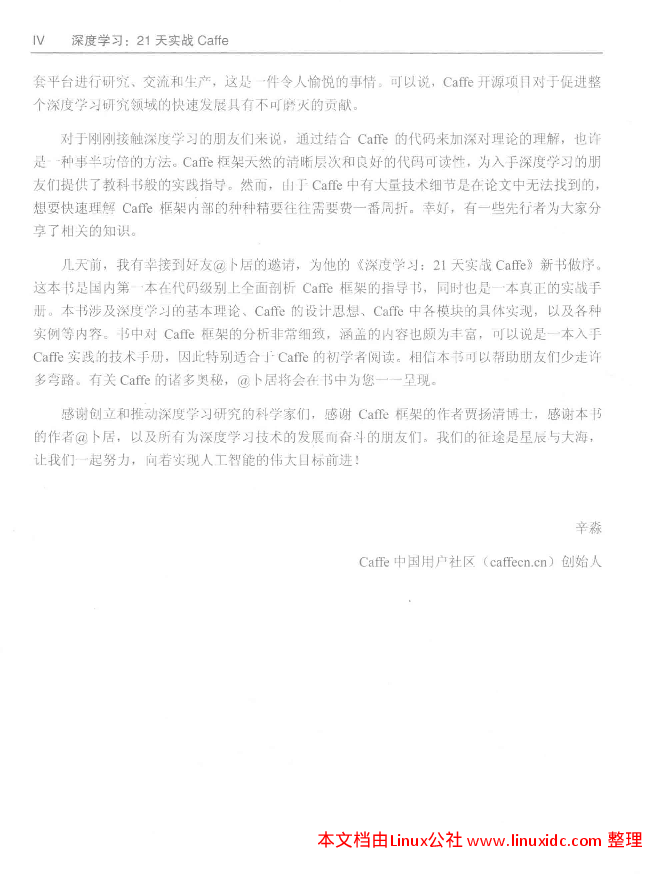 IV 深度学习：21 天实战 Caffe
套平台进行研究、交流和生产，这是一件令人愉悦的事情。可以说，Caffe 开源项目对于促进整
个深度学习研究领域的快速发展具有不可磨灭的贡献。
对于刚刚接触深度学习的朋友们来说，通过结合 Caffe 的代码来加深对理论的理解，也许
是一种事半功倍的方法。Caffe 框架天然的清晰层次和良好的代码可读性，为入手深度学习的朋
友们提供了教科书般的实践指导。然而，由于 Caffe 中有大量技术细节是在论文中无法找到的，
想要快速理解 Caffe 框架内部的种种精要往往需要费一番周折。幸好，有一些先行者为大家分
享了相关的知识。
几天前，我有幸接到好友@卜居的邀请，为他的《深度学习：21 天实战 Caffe》新书做序。
这本书是国内第一本在代码级别上全面剖析 Caffe 框架的指导书，同时也是一本真正的实战手
册。本书涉及深度学习的基本理论、Caffe 的设计思想、Caffe 中各模块的具体实现，以及各种
实例等内容。书中对 Caffe 框架的分析非常细致，涵盖的内容也颇为丰富，可以说是一本入手
Caffe 实践的技术手册，因此特别适合于 Caffe 的初学者阅读。相信本书可以帮助朋友们少走许
多弯路。有关 Caffe 的诸多奥秘，@卜居将会在书中为您一一呈现。
感谢创立和推动深度学习研究的科学家们，感谢 Caffe 框架的作者贾扬清博士，感谢本书
的作者@卜居，以及所有为深度学习技术的发展而奋斗的朋友们。我们的征途是星辰与大海，
让我们一起努力，向着实现人工智能的伟大目标前进！
辛淼
Caffe 中国用户社区（caffecn.cn）创始人
本文档由Linux公社 www.linuxidc.com 整理